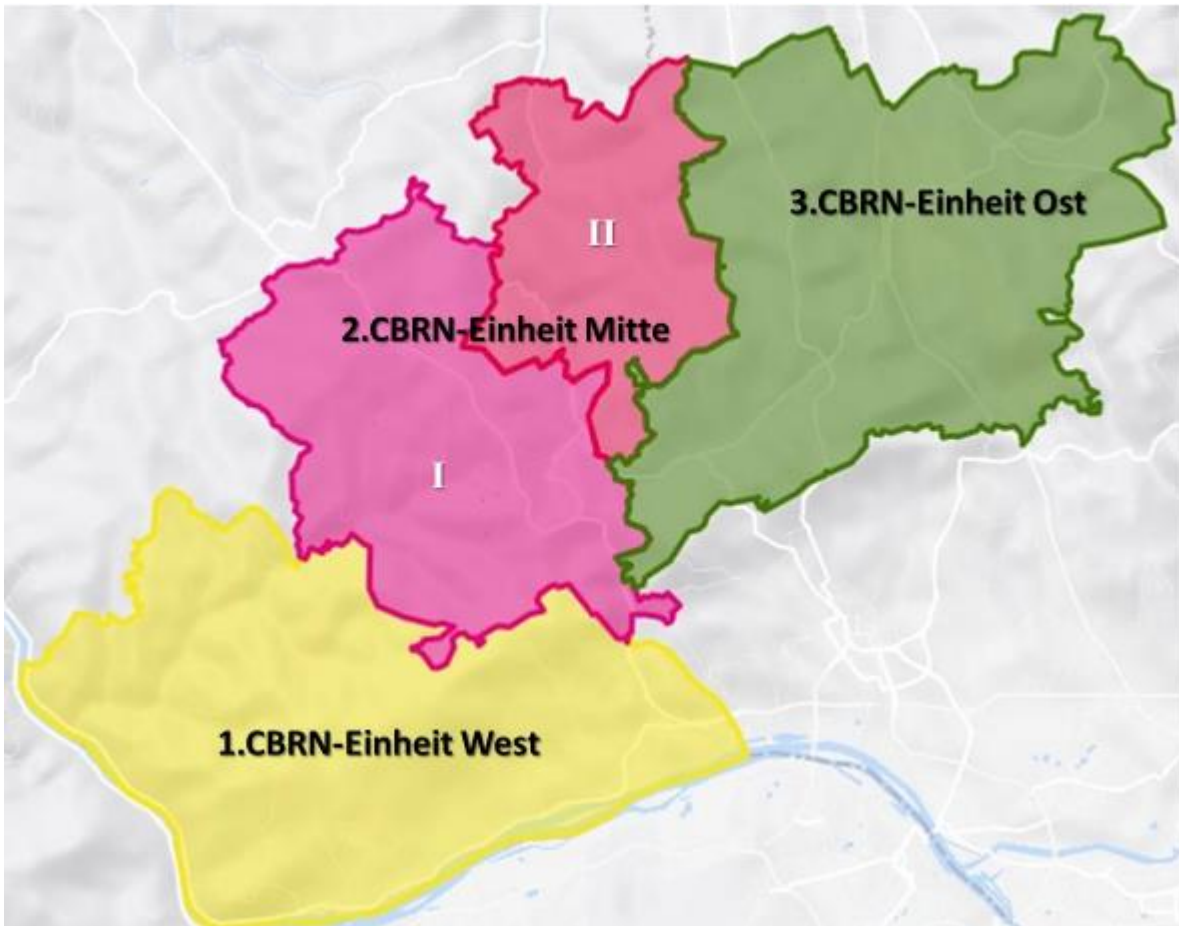 3.CBRN-Einheit Ost
II
2.CBRN-Einheit Mitte
I
1.CBRN-Einheit West